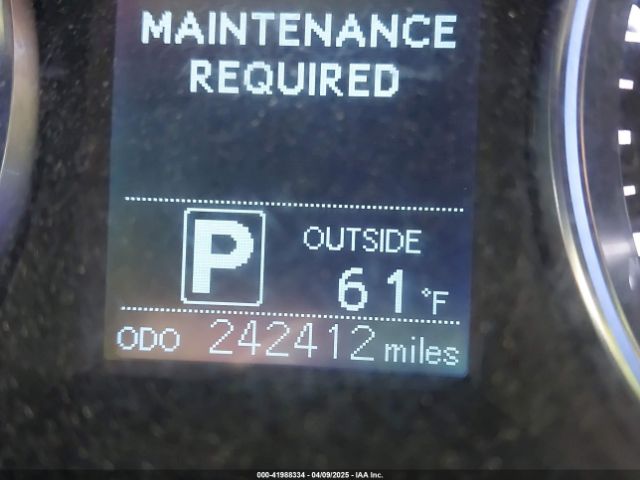 MAINTENANCE
REQUIRED
P
OUTSIDE
61 °F
ODO 242412 miles
000-41988334 - 04/09/2025 - IAA Inc.